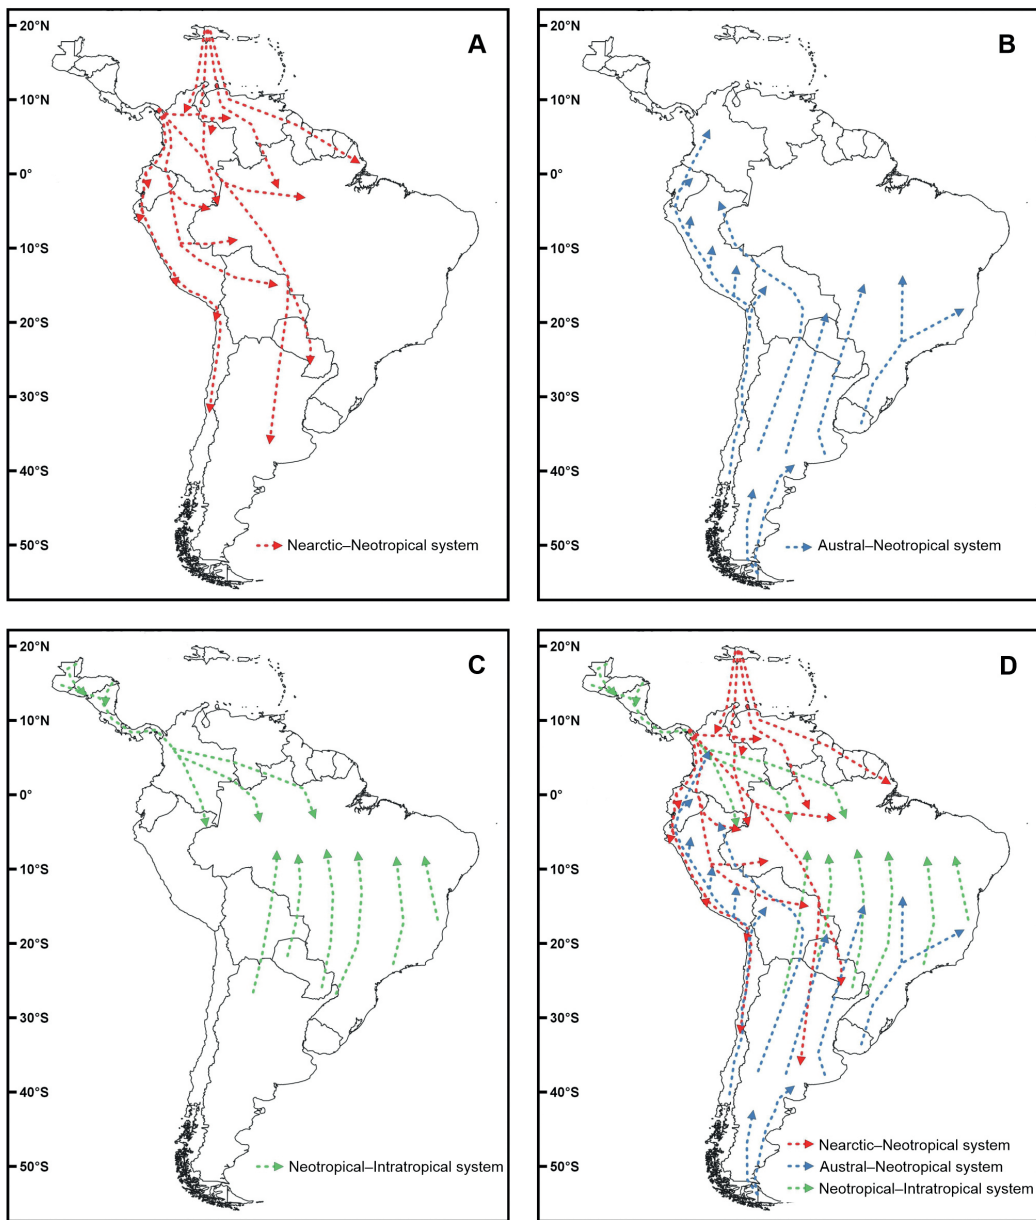 20°N
A
10°N
0°
10°S
20°S
30°S
40°S
50°S
Nearctic–Neotropical system
20°N
B
10°N
0°
10°S
20°S
30°S
40°S
50°S
Austral–Neotropical system
20°N
C
10°N
0°
10°S
20°S
30°S
40°S
50°S
Neotropical–Intratropical system
20°N
D
10°N
0°
10°S
20°S
30°S
40°S
50°S
Nearctic–Neotropical system
Austral–Neotropical system
Neotropical–Intratropical system